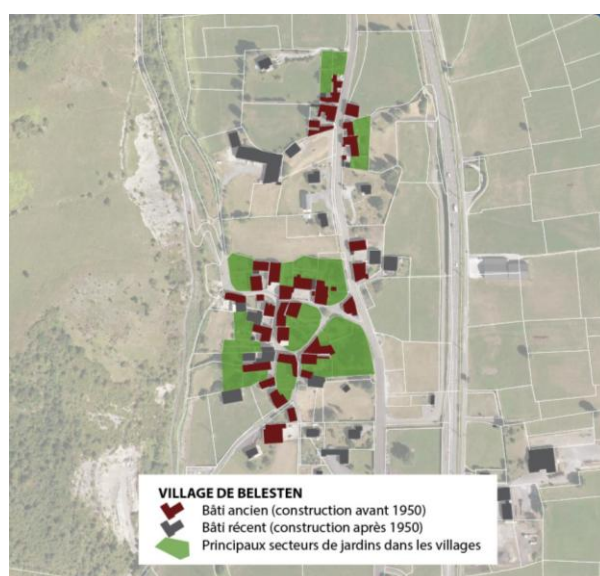 VILLAGE DE BELESTEN
Bâti ancien (construction avant 1950)
Bâti récent (construction après 1950)
Principaux secteurs de jardins dans les villages